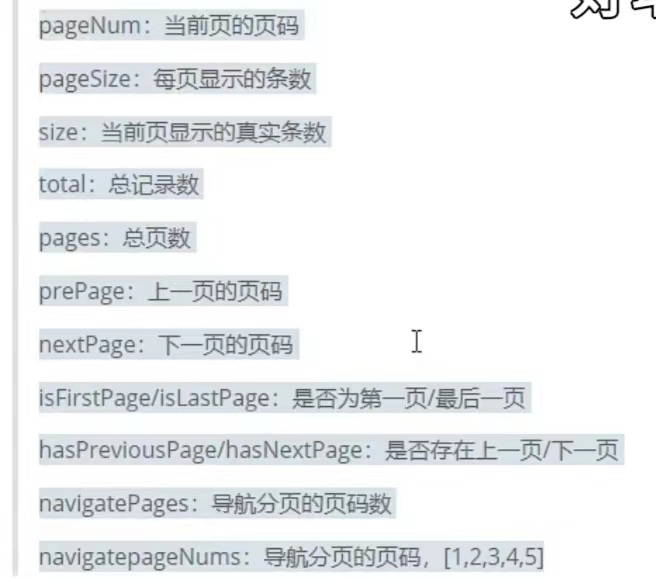 pageNum：当前页的页码
pageSize：每页显示的条数
size：当前页显示的真实条数
total：总记录数
pages：总页数
prePage：上一页的页码
nextPage：下一页的页码
isFirstPage/isLastPage：是否为第一页/最后一页
hasPreviousPage/hasNextPage：是否存在上一页/下一页
navigatePages：导航分页的页码数
navigatepageNums：导航分页的页码，[1,2,3,4,5]